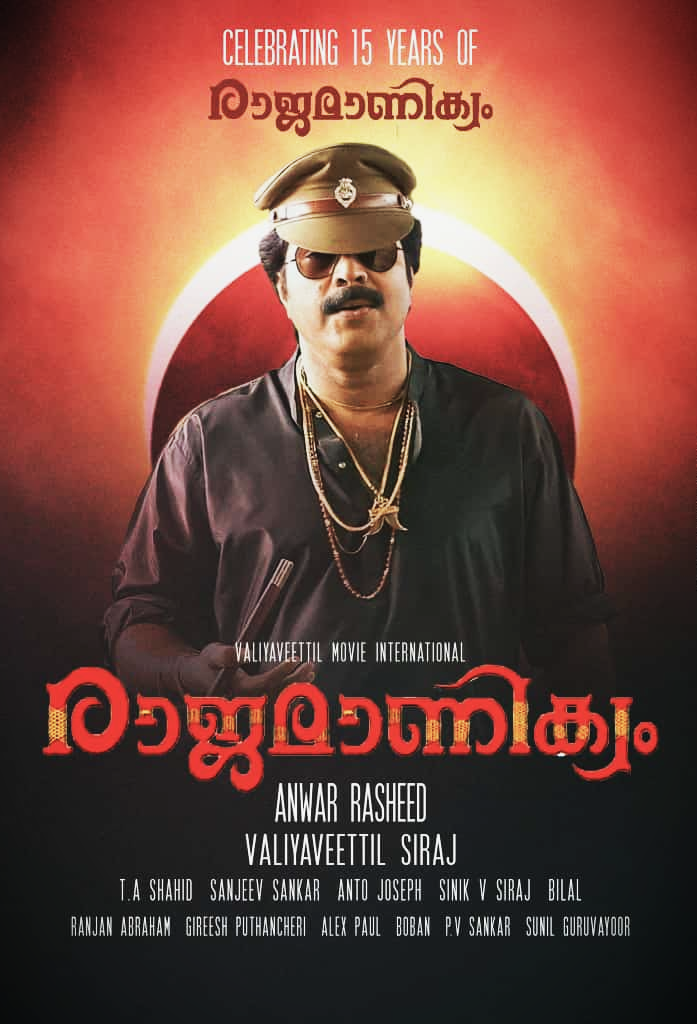 CELEBRATING 15 YEARS OF
രാജമാണിക്യം
VALIYAVEETTIL MOVIE INTERNATIONAL
രാജമാണിക്യം
ANWAR RASHEED
VALIYAVEETTIL SIRAJ
T.A SHAHID SANJEEV SANKAR ANTO JOSEPH SINIK V SIRAJ BILAL
RANJAN ABRAHAM GIREESH PUTHANCHERI ALEX PAUL BOBAN P.V SANKAR SUNIL GURUVAYOOR